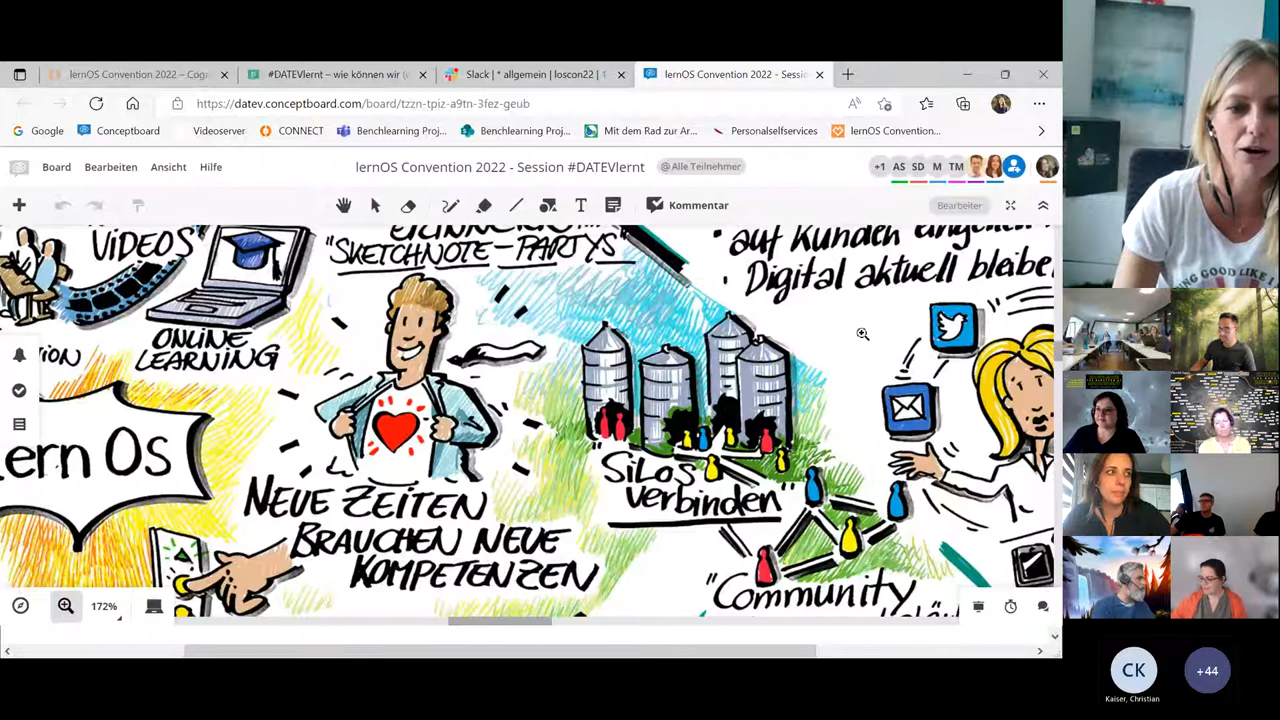 lernOS Convention 2022 – Cogn
#DATEVlernt – wie können wir (v
Slack | * allgemein | loscon22 | 1
lernOS Convention 2022 - Sessio
https://datev.conceptboard.com/board/tzzn-tpiz-a9tn-3fez-geub
Google
Conceptboard
Videoserver
CONNECT
Benchlearning Proj...
Benchlearning Proj...
Mit dem Rad zur Ar...
Personalselfservices
lernOS Convention...
Board
Bearbeiten
Ansicht
Hilfe
lernOS Convention 2022 - Session #DATEVlernt
@ Alle Teilnehmer
+1 AS SD M TM
T
Kommentar
Bearbeiter
VIDEOS
"SKETCHNOTE-PARTYS"
auf Kunden
Digital aktuell bleibe
ONLINE
LEARNING
ern Os
NEUE ZEITEN
BRAUCHEN NEUE
KOMPETENZEN
"SILOS
verbinden"
"Community
172%
CK
+44
Kaiser, Christian